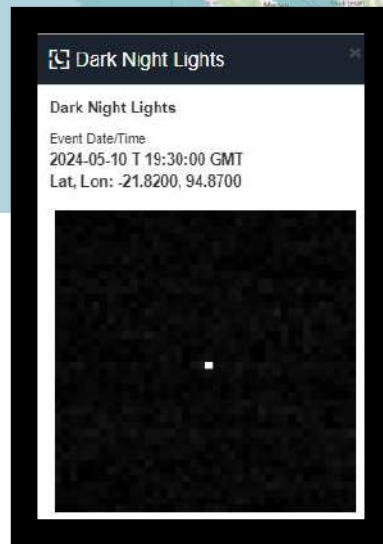 Dark Night Lights
Dark Night Lights
Event Date/Time
2024-05-10 T 19:30:00 GMT
Lat, Lon: -21.8200, 94.8700